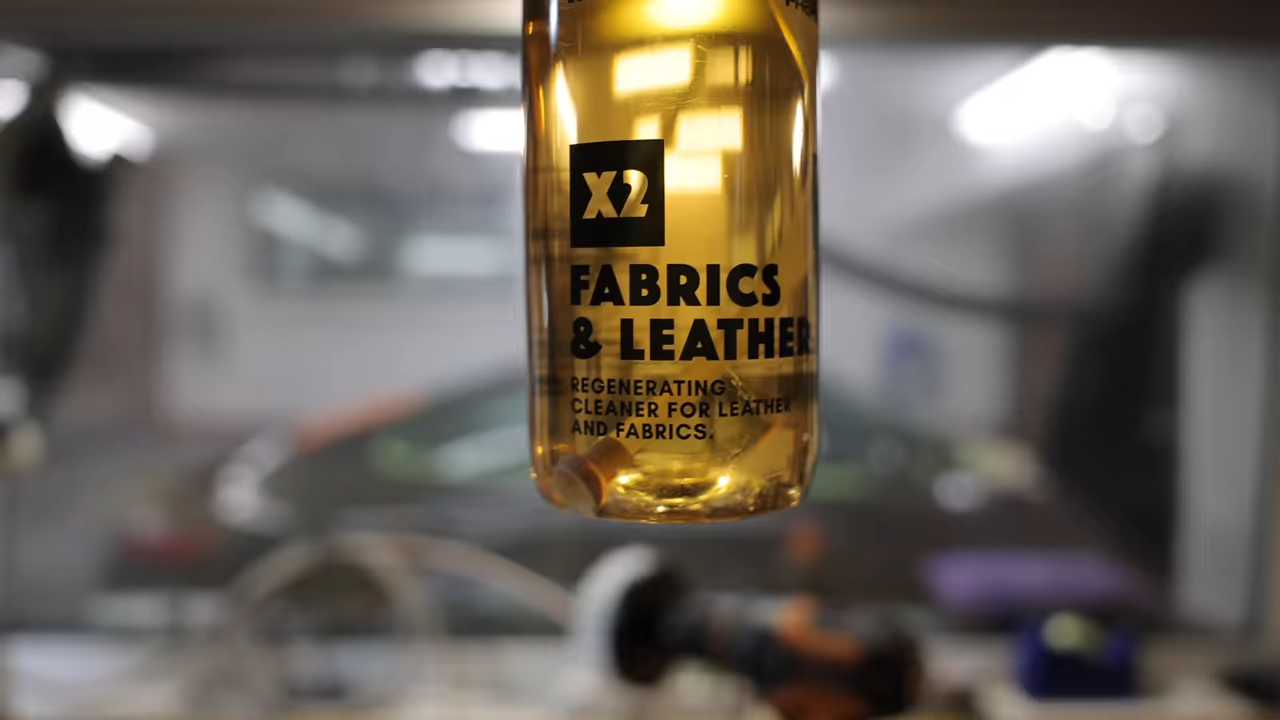 X2
FABRICS
& LEATHER
REGENERATING
CLEANER FOR LEATHER
AND FABRICS.